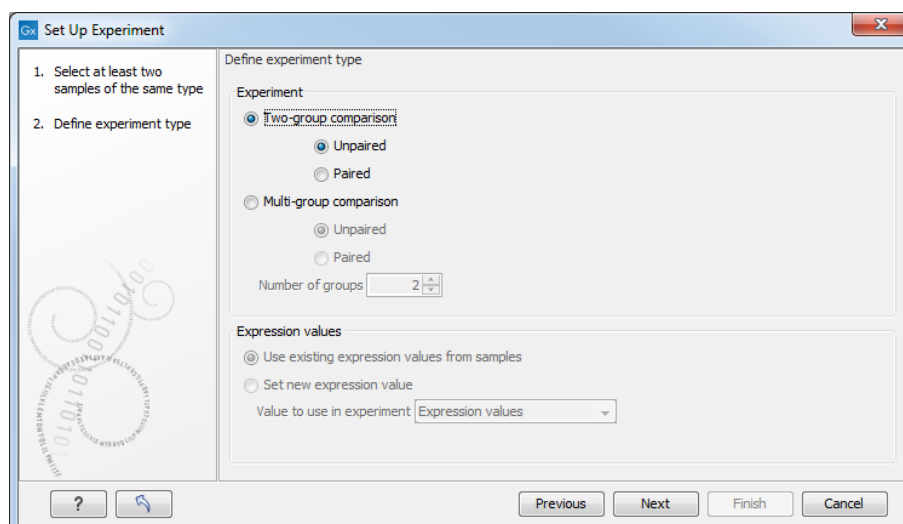 Gx Set Up Experiment
1. Select at least two
samples of the same type
2. Define experiment type
Define experiment type
Experiment
Two-group comparison
Unpaired
Paired
Multi-group comparison
Unpaired
Paired
Number of groups 2
Expression values
Use existing expression values from samples
Set new expression value
Value to use in experiment Expression values
? Previous Next Finish Cancel